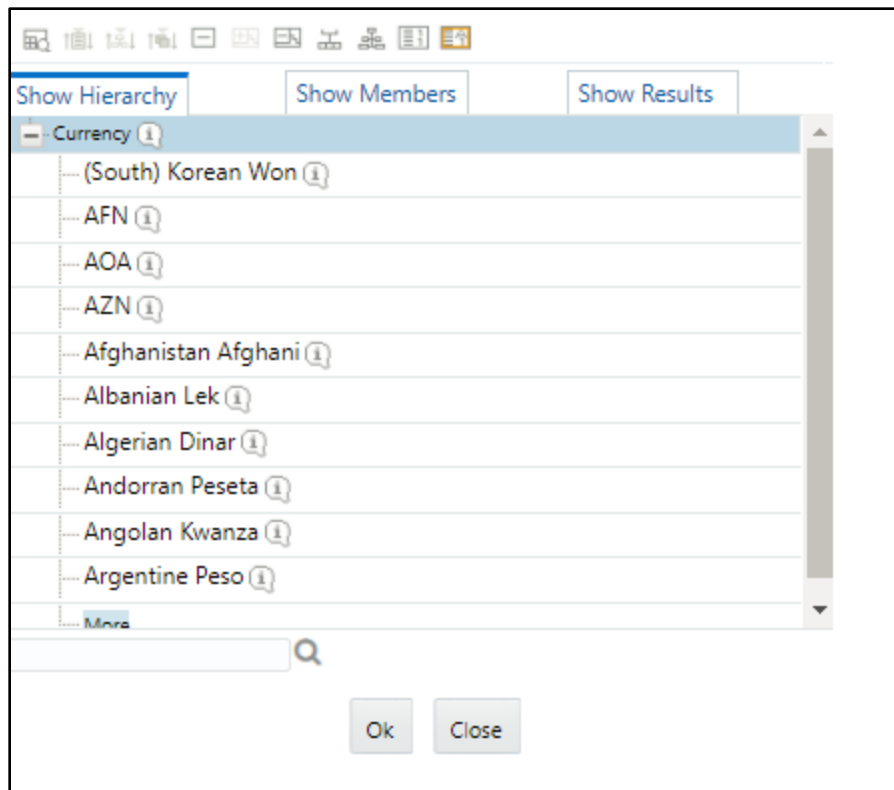 Show Hierarchy Show Members Show Results
Currency
(South) Korean Won
AFN
AOA
AZN
Afghanistan Afghani
Albanian Lek
Algerian Dinar
Andorran Peseta
Angolan Kwanza
Argentine Peso
More
Ok Close